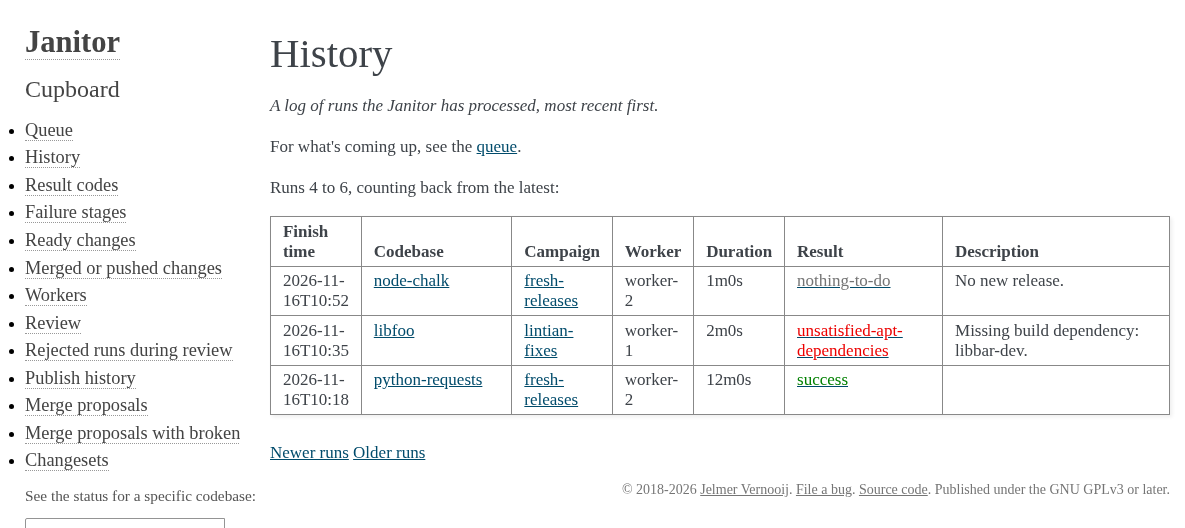 Janitor
Cupboard
Queue
History
Result codes
Failure stages
Ready changes
Merged or pushed changes
Workers
Review
Rejected runs during review
Publish history
Merge proposals
Merge proposals with broken
Changesets
See the status for a specific codebase:
History
A log of runs the Janitor has processed, most recent first.
For what's coming up, see the queue.
Runs 4 to 6, counting back from the latest:
Finish
time Codebase Campaign Worker Duration Result Description
2026-11- node-chalk fresh- worker- 1m0s nothing-to-do No new release.
16T10:52 releases 2
2026-11- libfoo lintian- worker- 2m0s unsatisfied-apt- Missing build dependency:
16T10:35 fixes 1 dependencies libbar-dev.
2026-11- python-requests fresh- worker- 12m0s success
16T10:18 releases 2
Newer runs Older runs
© 2018-2026 Jelmer Vernooij. File a bug. Source code. Published under the GNU GPLv3 or later.